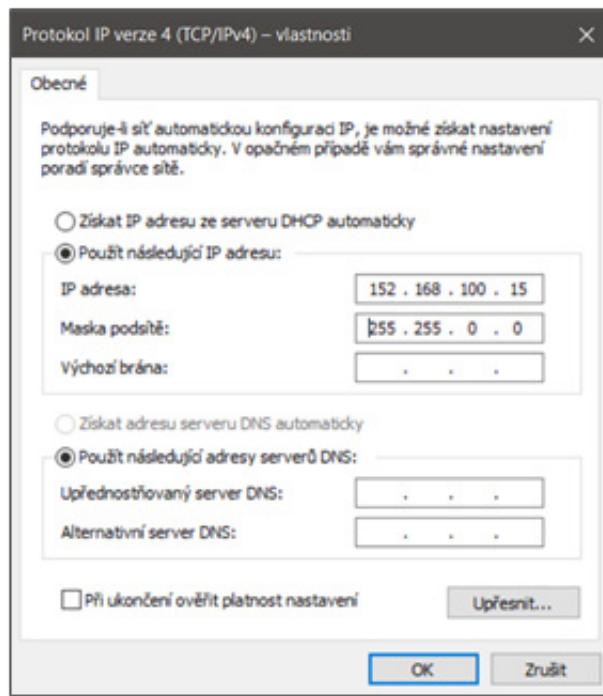 Protokol IP verze 4 (TCP/IPv4) – vlastnosti
Obecné
Podporuje-li síť automatickou konfiguraci IP, je možné získat nastavení
protokolu IP automaticky. V opačném případě vám správné nastavení
poradí správce sítě.
Získat IP adresu ze serveru DHCP automaticky
Použít následující IP adresu:
IP adresa: 152 . 168 . 100 . 15
Maska podsítě: 255 . 255 . 0 . 0
Výchozí brána: . . .
Získat adresu serveru DNS automaticky
Použít následující adresy serverů DNS:
Upřednostňovaný server DNS: . . .
Alternativní server DNS: . . .
Při ukončení ověřit platnost nastavení
Upřesnit...
OK Zrušit